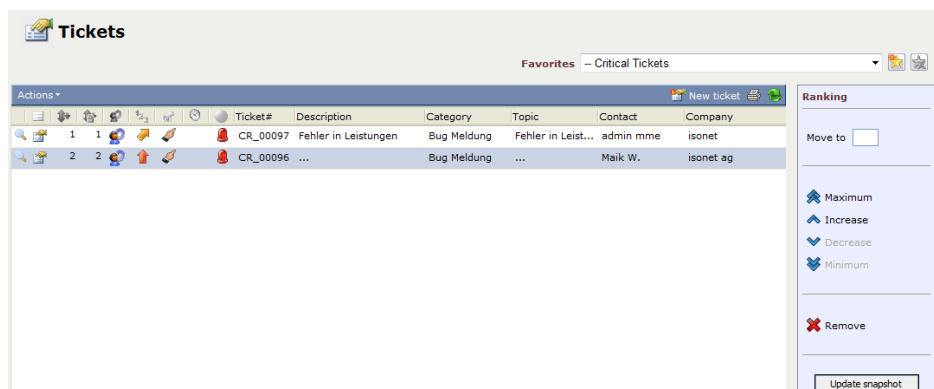 Tickets
Favorites -- Critical Tickets
Actions New ticket
Ranking
Ticket# Description Category Topic Contact Company
1 1 CR_00097 Fehler in Leistungen Bug Meldung Fehler in Leist... admin mme isonet
Move to
2 2 CR_00096 ... Bug Meldung ... Maik W. isonet ag
Maximum
Increase
Decrease
Minimum
Remove
Update snapshot